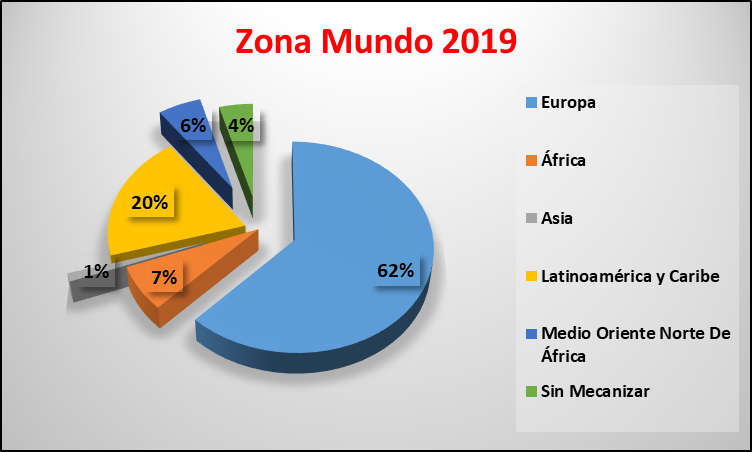 Zona Mundo 2019
6%
4%
20%
62%
1%
7%
Europa
África
Asia
Latinoamérica y Caribe
Medio Oriente Norte De
África
Sin Mecanizar